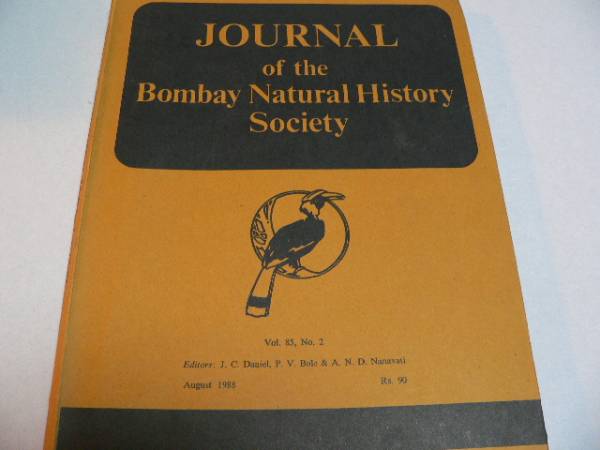 JOURNAL
of the
Bombay Natural History
Society
Vol. 85, No. 2
Editors: J. C. Daniel, P. V. Bole & A. N. D. Nanavati
August 1988 Rs. 90